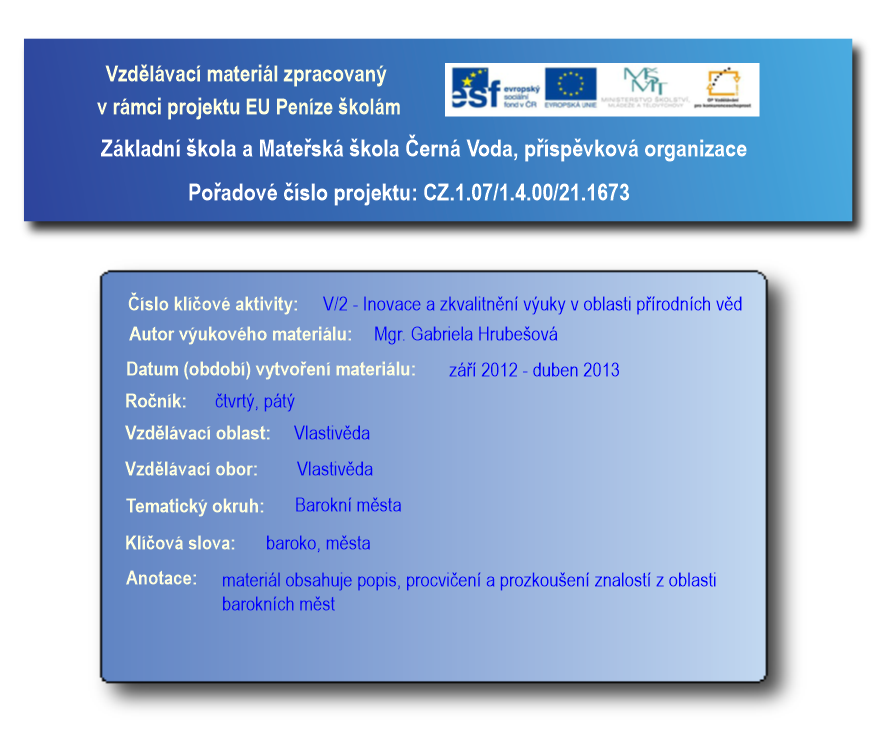 Vzdělávací materiál zpracovaný
v rámci projektu EU Peníze školám
esf evropský sociální fond v ČR
EVROPSKÁ UNIE
MINISTERSTVO ŠKOLSTVÍ,
MLÁDEŽE A TĚLOVÝCHOVY
OP Vzdělávání
pro konkurenceschopnost
Základní škola a Mateřská škola Černá Voda, příspěvková organizace
Pořadové číslo projektu: CZ.1.07/1.4.00/21.1673
Číslo klíčové aktivity: V/2 - Inovace a zkvalitnění výuky v oblasti přírodních věd
Autor výukového materiálu: Mgr. Gabriela Hrubešová
Datum (období) vytvoření materiálu: září 2012 - duben 2013
Ročník: čtvrtý, pátý
Vzdělávací oblast: Vlastivěda
Vzdělávací obor: Vlastivěda
Tematický okruh: Barokní města
Klíčová slova: baroko, města
Anotace: materiál obsahuje popis, procvičení a prozkoušení znalostí z oblasti
barokních měst